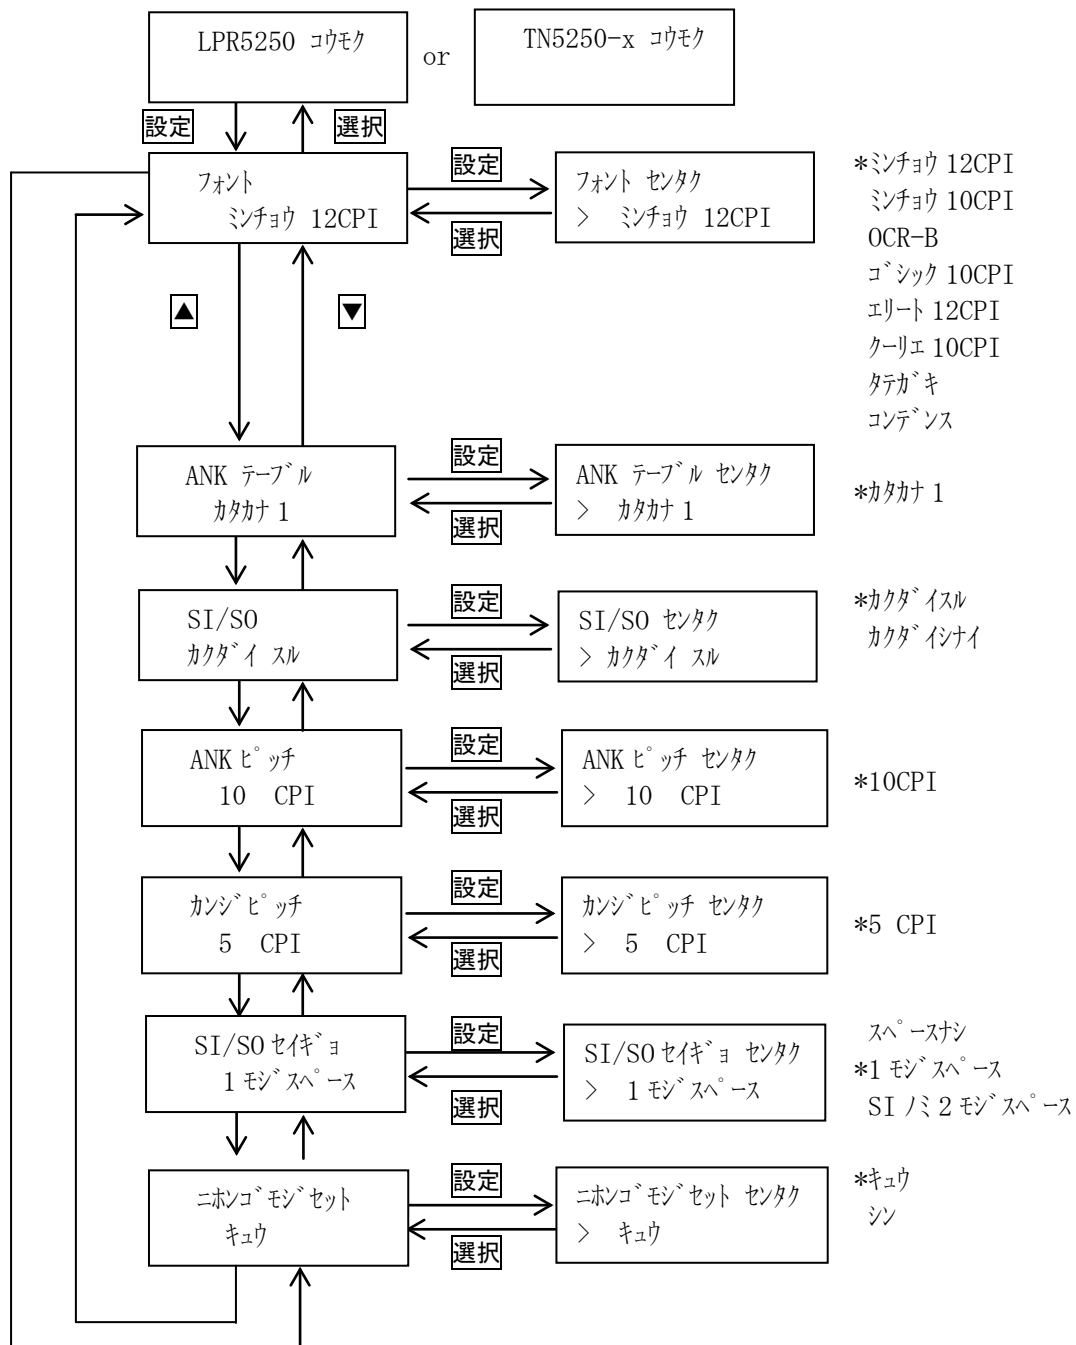 LPR5250 コウモク
or
TN5250-x コウモク
設定
選択
フォント
ミンチョウ 12CPI
設定
選択
フォント センタク
> ミンチョウ 12CPI
*ミンチョウ 12CPI
ミンチョウ 10CPI
OCR-B
ゴシック 10CPI
エリート 12CPI
クーリエ 10CPI
タテガキ
コンデンス
▲
▼
ANK テーブル
カタカナ 1
設定
選択
ANK テーブル センタク
> カタカナ 1
*カタカナ 1
SI/SO
カクダイ スル
設定
選択
SI/SO センタク
> カクダイ スル
*カクダイスル
カクダイシナイ
ANK ピッチ
10 CPI
設定
選択
ANK ピッチ センタク
> 10 CPI
*10CPI
カンジピッチ
5 CPI
設定
選択
カンジピッチ センタク
> 5 CPI
*5 CPI
SI/SO セイギョ
1 モジスペース
設定
選択
SI/SO セイギョ センタク
> 1 モジスペース
スペースナシ
*1 モジスペース
SI ノミ 2 モジスペース
ニホンゴモジセット
キュウ
設定
選択
ニホンゴモジセット センタク
> キュウ
*キュウ
シン